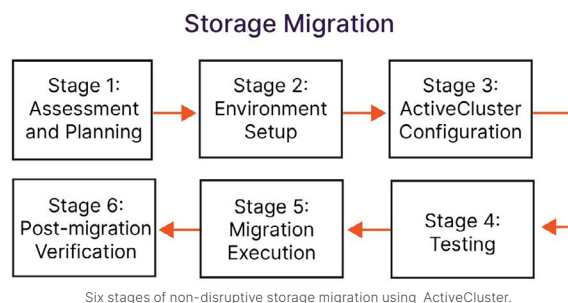 Storage Migration
Stage 1:
Assessment
and Planning
Stage 2:
Environment
Setup
Stage 3:
ActiveCluster
Configuration
Stage 4:
Testing
Stage 5:
Migration
Execution
Stage 6:
Post-migration
Verification
Six stages of non-disruptive storage migration using ActiveCluster.